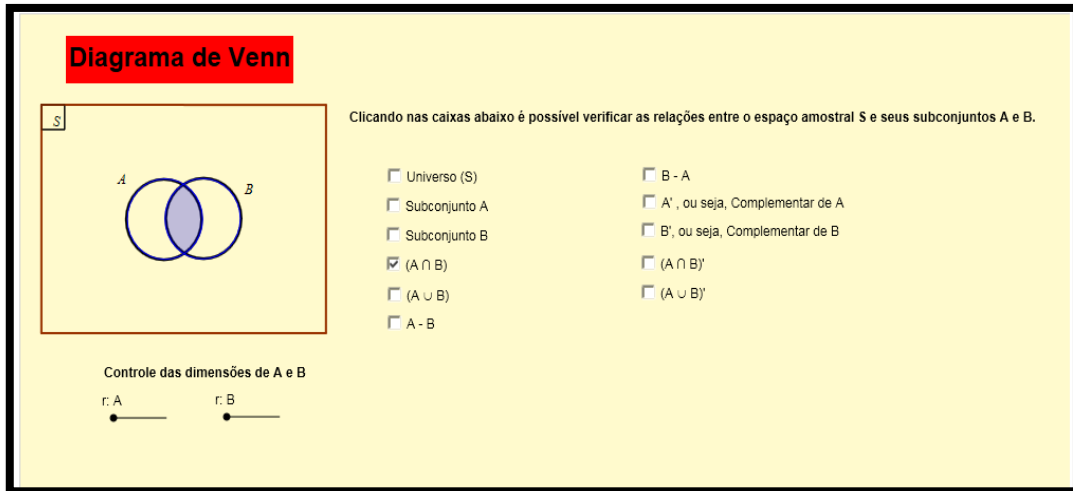 Diagrama de Venn
S
A
B
Clicando nas caixas abaixo é possível verificar as relações entre o espaço amostral S e seus subconjuntos A e B.
Universo (S)
Subconjunto A
Subconjunto B
(A ∩ B)
(A ∪ B)
A - B
B - A
A' , ou seja, Complementar de A
B', ou seja, Complementar de B
(A ∩ B)'
(A ∪ B)'
Controle das dimensões de A e B
r: A
r: B